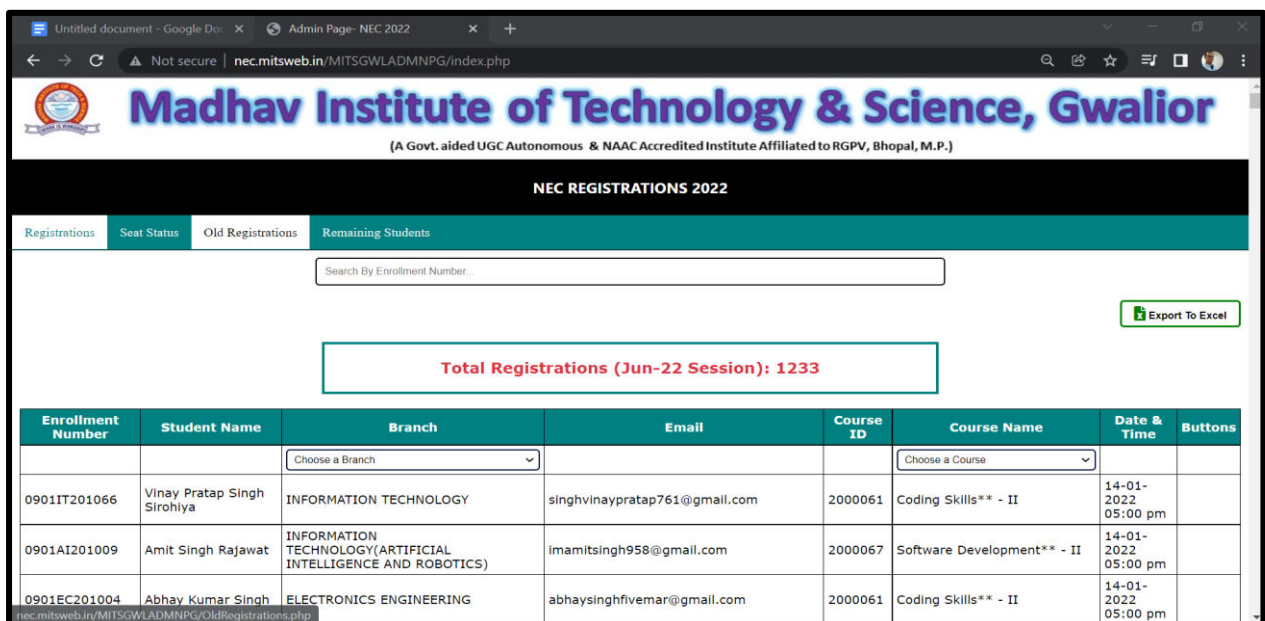 Untitled document - Google Doc
Admin Page- NEC 2022
Not secure | nec.mitsweb.in/MITSGWLADMNPG/index.php
Madhav Institute of Technology & Science, Gwalior
(A Govt. aided UGC Autonomous & NAAC Accredited Institute Affiliated to RGPV, Bhopal, M.P.)
NEC REGISTRATIONS 2022
Registrations Seat Status Old Registrations Remaining Students
Search By Enrollment Number...
Export To Excel
Total Registrations (Jun-22 Session): 1233
Enrollment Number Student Name Branch Email Course ID Course Name Date & Time Buttons
Choose a Branch Choose a Course
0901IT201066 Vinay Pratap Singh Sirohiya INFORMATION TECHNOLOGY singhvinaypratap761@gmail.com 2000061 Coding Skills** - II 14-01-2022 05:00 pm
0901AI201009 Amit Singh Rajawat INFORMATION TECHNOLOGY(ARTIFICIAL INTELLIGENCE AND ROBOTICS) imamitsingh958@gmail.com 2000067 Software Development** - II 14-01-2022 05:00 pm
0901EC201004 Abhay Kumar Singh ELECTRONICS ENGINEERING abhaysinghfivemar@gmail.com 2000061 Coding Skills** - II 14-01-2022 05:00 pm
nec.mitsweb.in/MITSGWLADMNPG/OldRegistrations.php